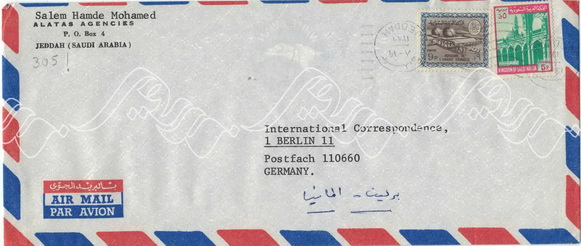 Salem Hamde Mohamed
ALATAS AGENCIES
P. O. Box 4
JEDDAH (SAUDI ARABIA)
305
International Correspondence,
1 BERLIN 11
Postfach 110660
GERMANY.
برلين - المانيا
بالبريد الجوي
AIR MAIL
PAR AVION